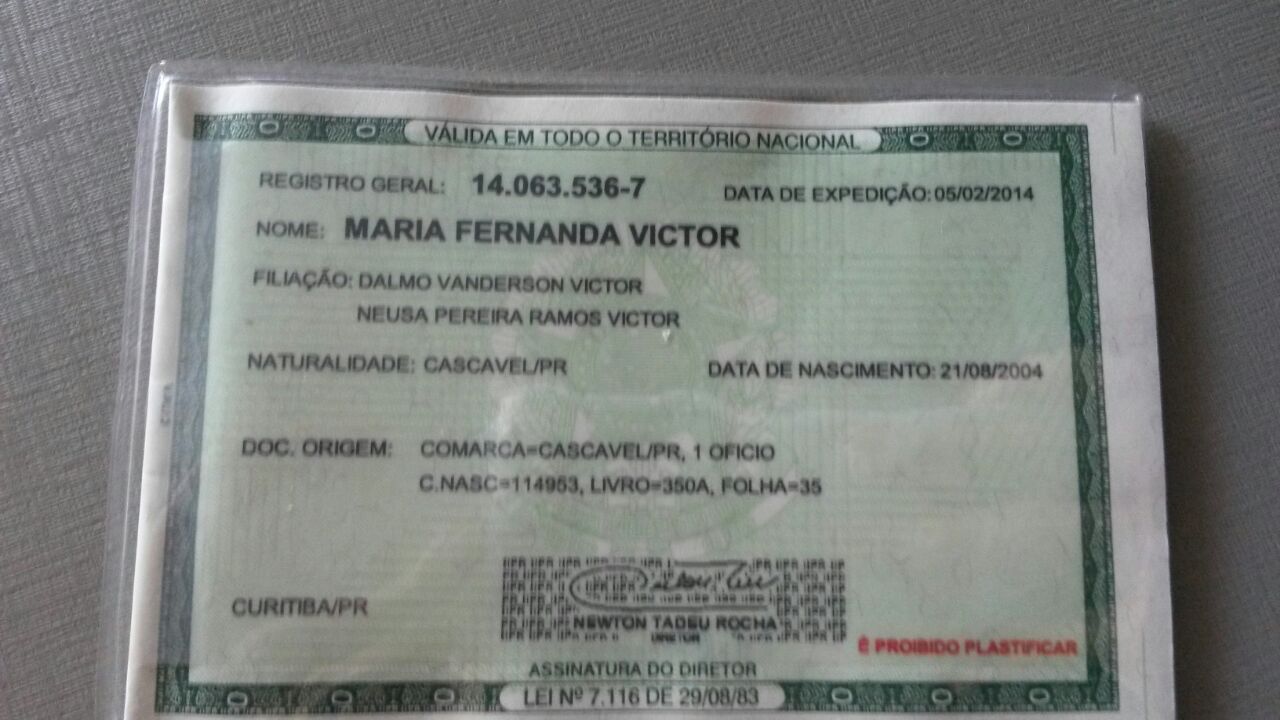 VÁLIDA EM TODO O TERRITÓRIO NACIONAL
REGISTRO GERAL: 14.063.536-7 DATA DE EXPEDIÇÃO: 05/02/2014
NOME: MARIA FERNANDA VICTOR
FILIAÇÃO: DALMO VANDERSON VICTOR
NEUSA PEREIRA RAMOS VICTOR
NATURALIDADE: CASCAVEL/PR DATA DE NASCIMENTO: 21/08/2004
DOC. ORIGEM: COMARCA=CASCAVEL/PR, 1 OFICIO
C.NASC=114953, LIVRO=350A, FOLHA=35
CURITIBA/PR
NEWTON TADEU ROCHA
DIRETOR
É PROIBIDO PLASTIFICAR
ASSINATURA DO DIRETOR
LEI Nº 7.116 DE 29/08/83